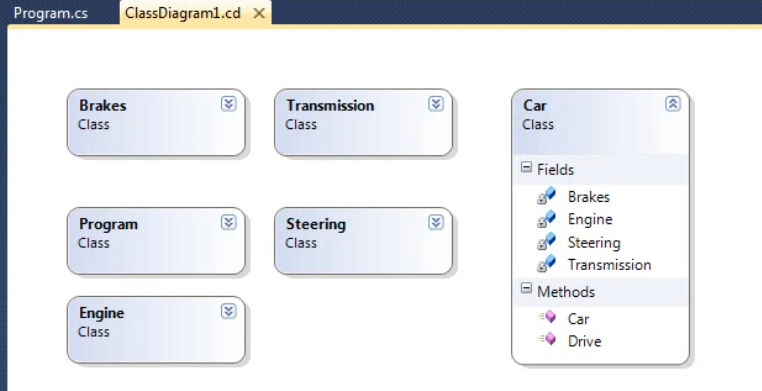 Program.cs
ClassDiagram1.cd
Brakes
Class
Transmission
Class
Program
Class
Steering
Class
Engine
Class
Car
Class
Fields
Brakes
Engine
Steering
Transmission
Methods
Car
Drive